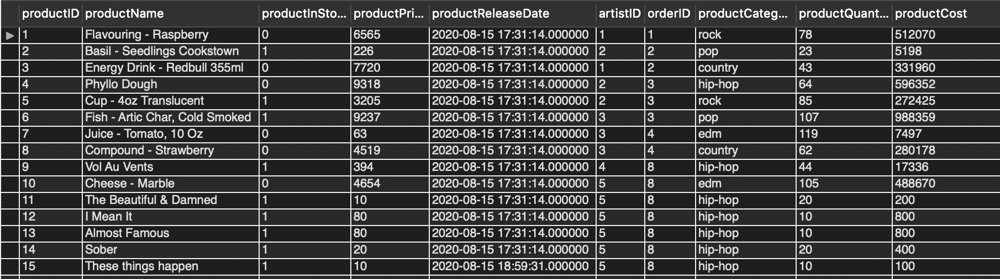 productID productName productInSto... productPri... productReleaseDate artistID orderID productCateg... productQuant... productCost
1 Flavouring - Raspberry 0 6565 2020-08-15 17:31:14.000000 1 1 rock 78 512070
2 Basil - Seedlings Cookstown 1 226 2020-08-15 17:31:14.000000 2 2 pop 23 5198
3 Energy Drink - Redbull 355ml 0 7720 2020-08-15 17:31:14.000000 1 2 country 43 331960
4 Phyllo Dough 0 9318 2020-08-15 17:31:14.000000 2 3 hip-hop 64 596352
5 Cup - 4oz Translucent 1 3205 2020-08-15 17:31:14.000000 2 3 rock 85 272425
6 Fish - Artic Char, Cold Smoked 1 9237 2020-08-15 17:31:14.000000 3 3 pop 107 988359
7 Juice - Tomato, 10 Oz 0 63 2020-08-15 17:31:14.000000 3 4 edm 119 7497
8 Compound - Strawberry 0 4519 2020-08-15 17:31:14.000000 3 4 country 62 280178
9 Vol Au Vents 1 394 2020-08-15 17:31:14.000000 4 8 hip-hop 44 17336
10 Cheese - Marble 0 4654 2020-08-15 17:31:14.000000 5 8 edm 105 488670
11 The Beautiful & Damned 1 10 2020-08-15 17:31:14.000000 5 8 hip-hop 20 200
12 I Mean It 1 80 2020-08-15 17:31:14.000000 5 8 hip-hop 10 800
13 Almost Famous 1 80 2020-08-15 17:31:14.000000 5 8 hip-hop 10 800
14 Sober 1 20 2020-08-15 17:31:14.000000 5 8 hip-hop 20 400
15 These things happen 1 10 2020-08-15 18:59:31.000000 5 8 hip-hop 10 100